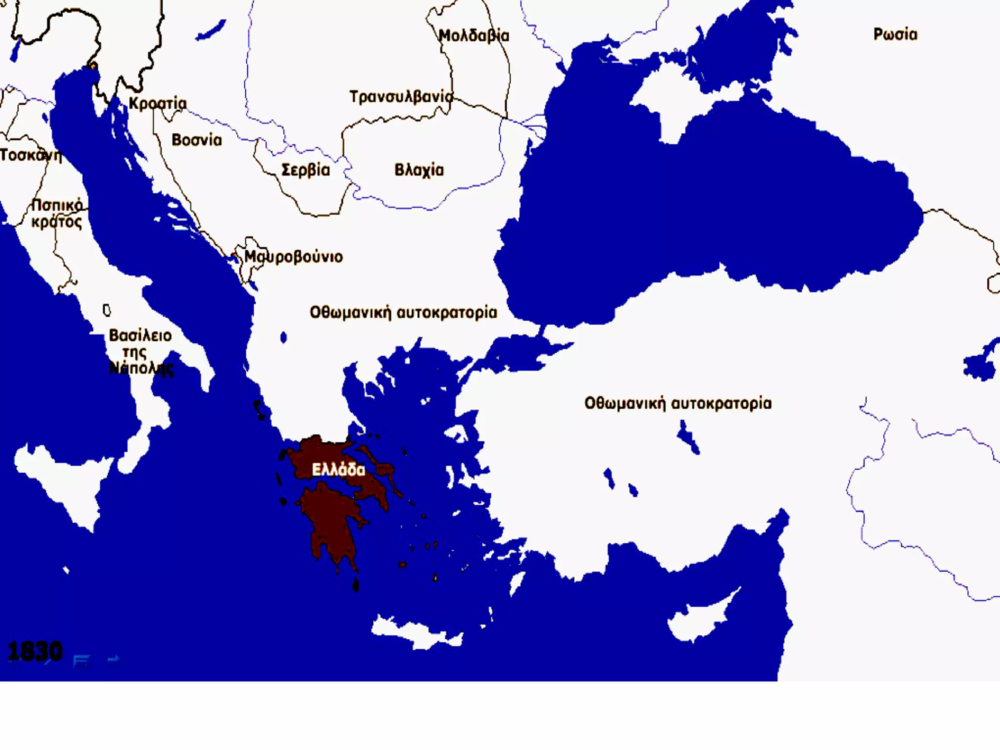 Μολδαβία
Ρωσία
Τρανσυλβανία
Κροατία
Βοσνία
Τοσκάνη
Σερβία
Βλαχία
Παπικό
κράτος
Μαυροβούνιο
Οθωμανική αυτοκρατορία
Βασίλειο
της
Νάπολης
Οθωμανική αυτοκρατορία
Ελλάδα
1830